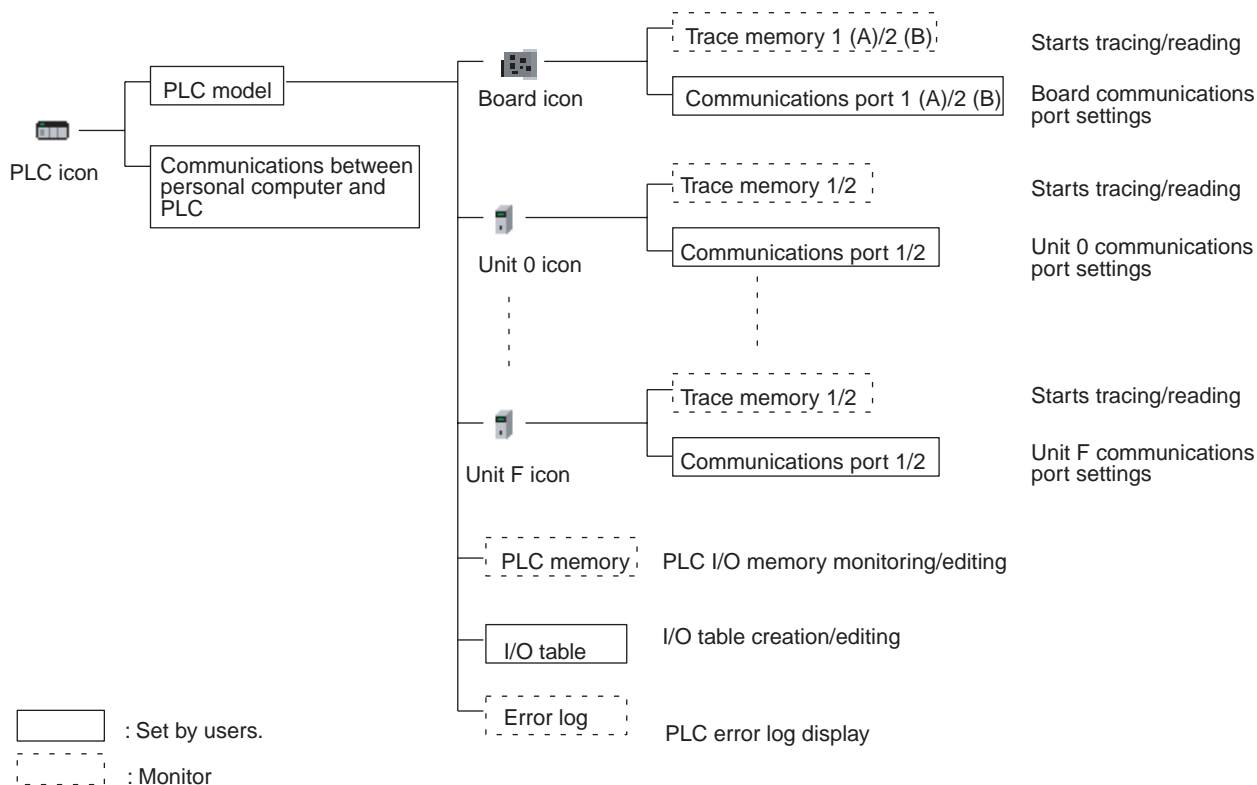 PLC icon
PLC model
Communications between
personal computer and
PLC
Board icon
Trace memory 1 (A)/2 (B)
Starts tracing/reading
Communications port 1 (A)/2 (B)
Board communications
port settings
Unit 0 icon
Trace memory 1/2
Starts tracing/reading
Communications port 1/2
Unit 0 communications
port settings
Unit F icon
Trace memory 1/2
Starts tracing/reading
Communications port 1/2
Unit F communications
port settings
PLC memory
PLC I/O memory monitoring/editing
I/O table
I/O table creation/editing
Error log
PLC error log display
: Set by users.
: Monitor